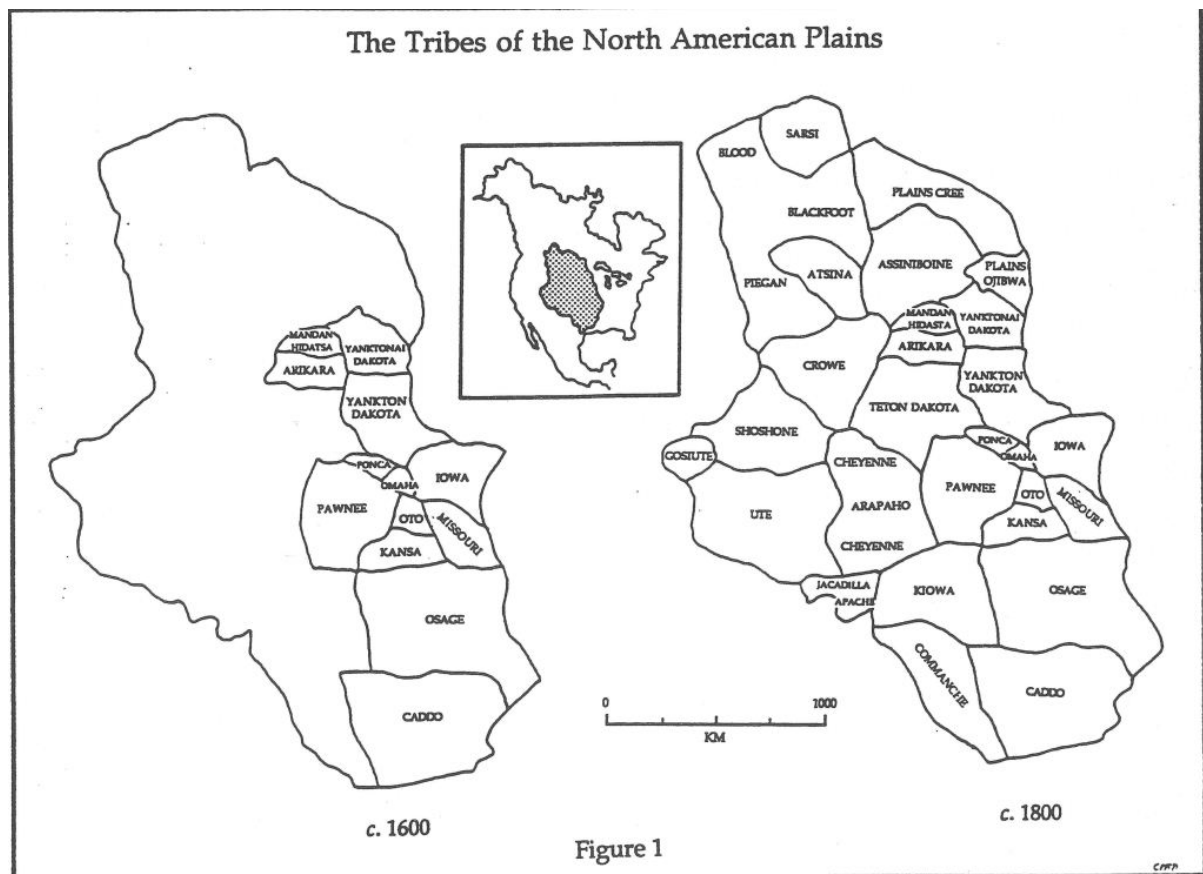 The Tribes of the North American Plains
MANDAN
HIDATSA
ARIKARA
YANKTONAI
DAKOTA
YANKTON
DAKOTA
PONCA
OMAHA
IOWA
PAWNEE
OTO
MISSOURI
KANSA
OSAGE
CADDO
c. 1600
SARSI
BLOOD
PLAINS CREE
BLACKFOOT
ASSINIBOINE
ATSINA
PLAINS
OJIBWA
PIEGAN
MANDAN
HIDASTA
YANKTONAI
DAKOTA
ARIKARA
CROWE
YANKTON
DAKOTA
TETON DAKOTA
SHOSHONE
GOSIUTE
PONCA
OMAHA
IOWA
CHEYENNE
PAWNEE
OTO
MISSOURI
UTE
ARAPAHO
KANSA
CHEYENNE
JACADILLA
APACHE
KIOWA
OSAGE
COMMANCHE
CADDO
0 1000
KM
c. 1800
Figure 1